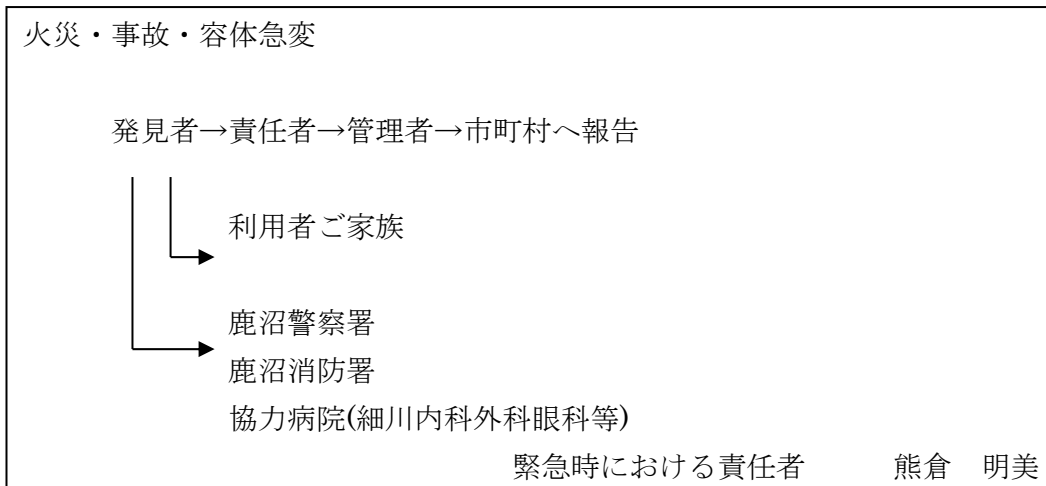 火災・事故・容体急変
発見者→責任者→管理者→市町村へ報告
利用者ご家族
鹿沼警察署
鹿沼消防署
協力病院(細川内科外科眼科等)
緊急時における責任者　　熊倉　明美